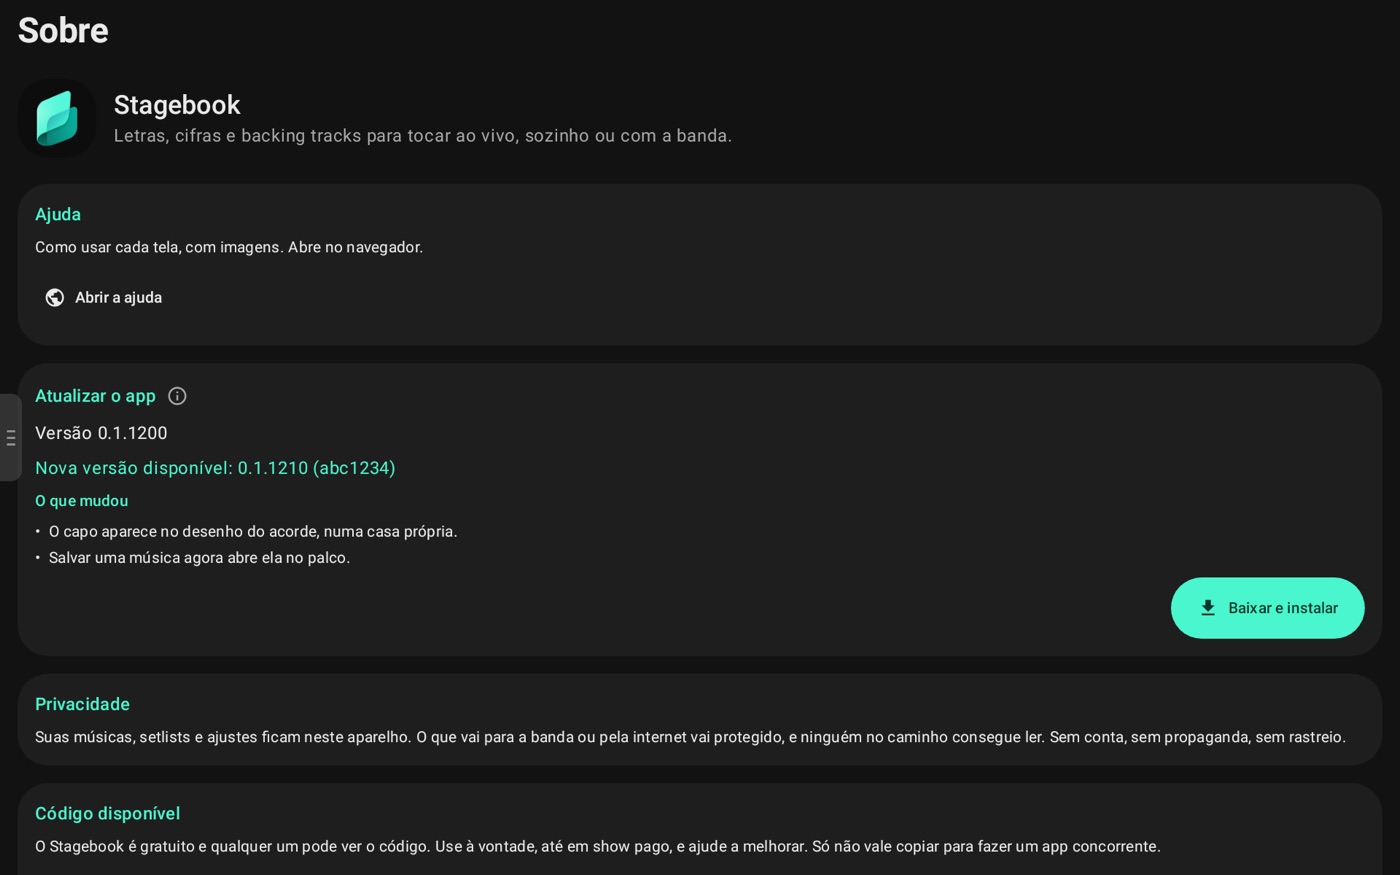 Sobre
Stagebook
Letras, cifras e backing tracks para tocar ao vivo, sozinho ou com a banda.
Ajuda
Como usar cada tela, com imagens. Abre no navegador.
Abrir a ajuda
Atualizar o app
Versão 0.1.1200
Nova versão disponível: 0.1.1210 (abc1234)
O que mudou
• O capo aparece no desenho do acorde, numa casa própria.
• Salvar uma música agora abre ela no palco.
Baixar e instalar
Privacidade
Suas músicas, setlists e ajustes ficam neste aparelho. O que vai para a banda ou pela internet vai protegido, e ninguém no caminho consegue ler. Sem conta, sem propaganda, sem rastreio.
Código disponível
O Stagebook é gratuito e qualquer um pode ver o código. Use à vontade, até em show pago, e ajude a melhorar. Só não vale copiar para fazer um app concorrente.